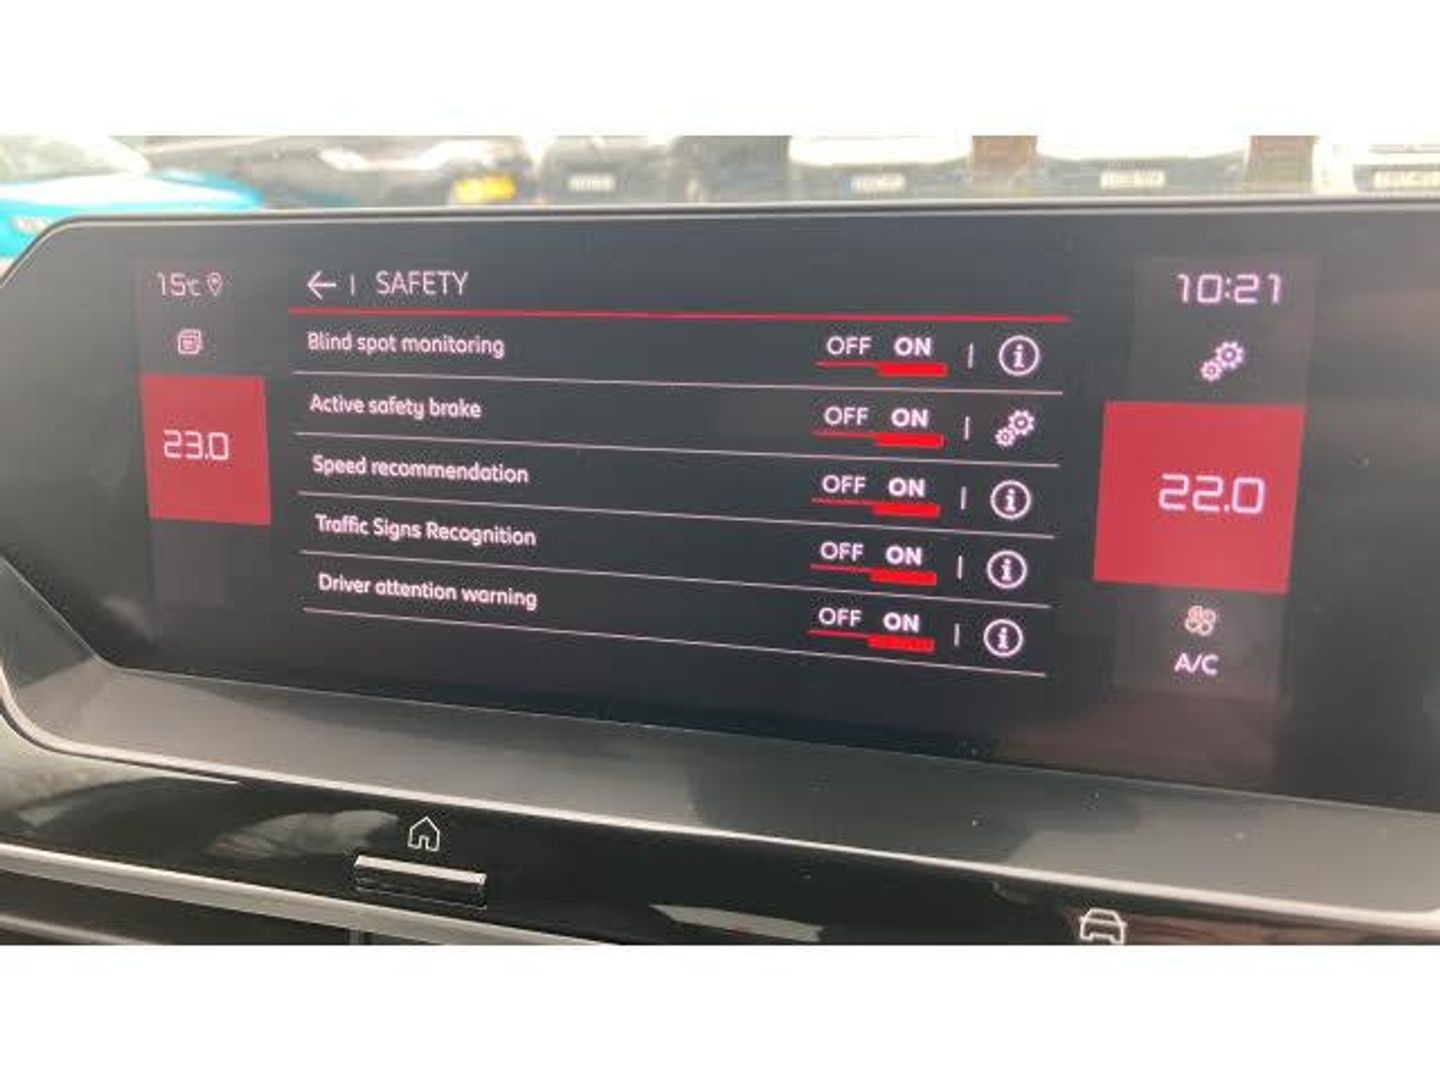 15°C
SAFETY
10:21
Blind spot monitoring OFF ON
Active safety brake OFF ON
23.0
Speed recommendation OFF ON
22.0
Traffic Signs Recognition OFF ON
Driver attention warning OFF ON
A/C